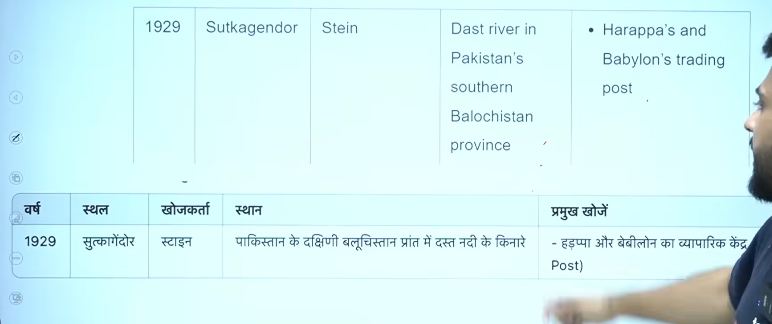 1929 Sutkagendor Stein Dast river in • Harappa's and
Pakistan's Babylon's trading
southern post
Balochistan
province
वर्ष स्थल खोजकर्ता स्थान प्रमुख खोजें
1929 सुत्कागेंदोर स्टाइन पाकिस्तान के दक्षिणी बलूचिस्तान प्रांत में दस्त नदी के किनारे - हड़प्पा और बेबीलोन का व्यापारिक केंद्र
Post)